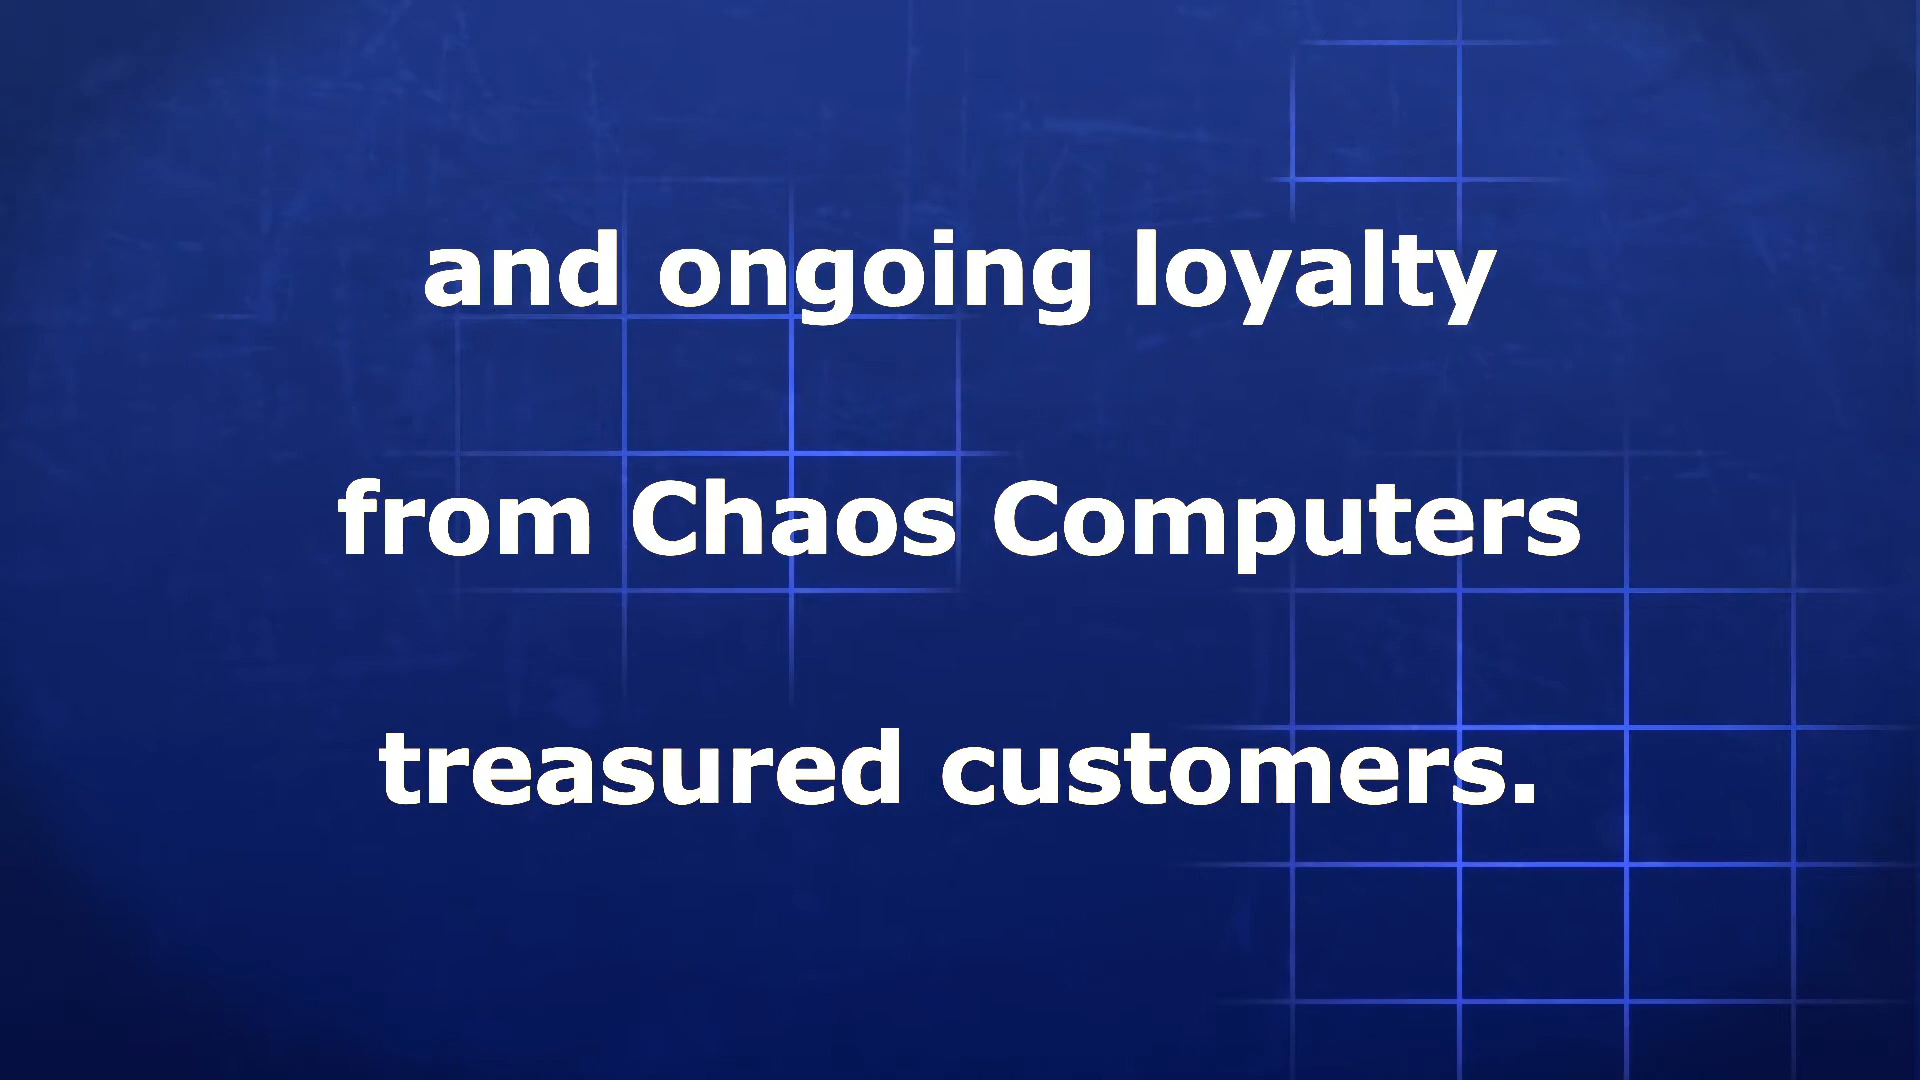 and ongoing loyalty
from Chaos Computers
treasured customers.